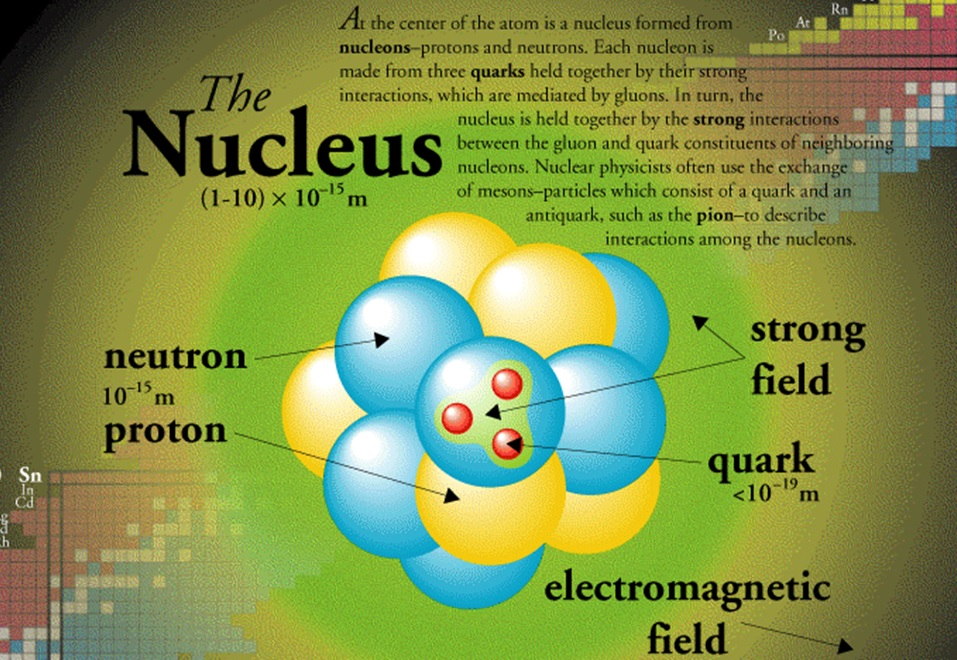 Rn
At
Po
At the center of the atom is a nucleus formed from
nucleons–protons and neutrons. Each nucleon is
made from three quarks held together by their strong
interactions, which are mediated by gluons. In turn, the
nucleus is held together by the strong interactions
between the gluon and quark constituents of neighboring
nucleons. Nuclear physicists often use the exchange
of mesons–particles which consist of a quark and an
antiquark, such as the pion–to describe
interactions among the nucleons.
The
Nucleus
(1-10) × 10⁻¹⁵ m
neutron
10⁻¹⁵ m
proton
strong
field
quark
<10⁻¹⁹ m
Sn
In
Cd
electromagnetic
field